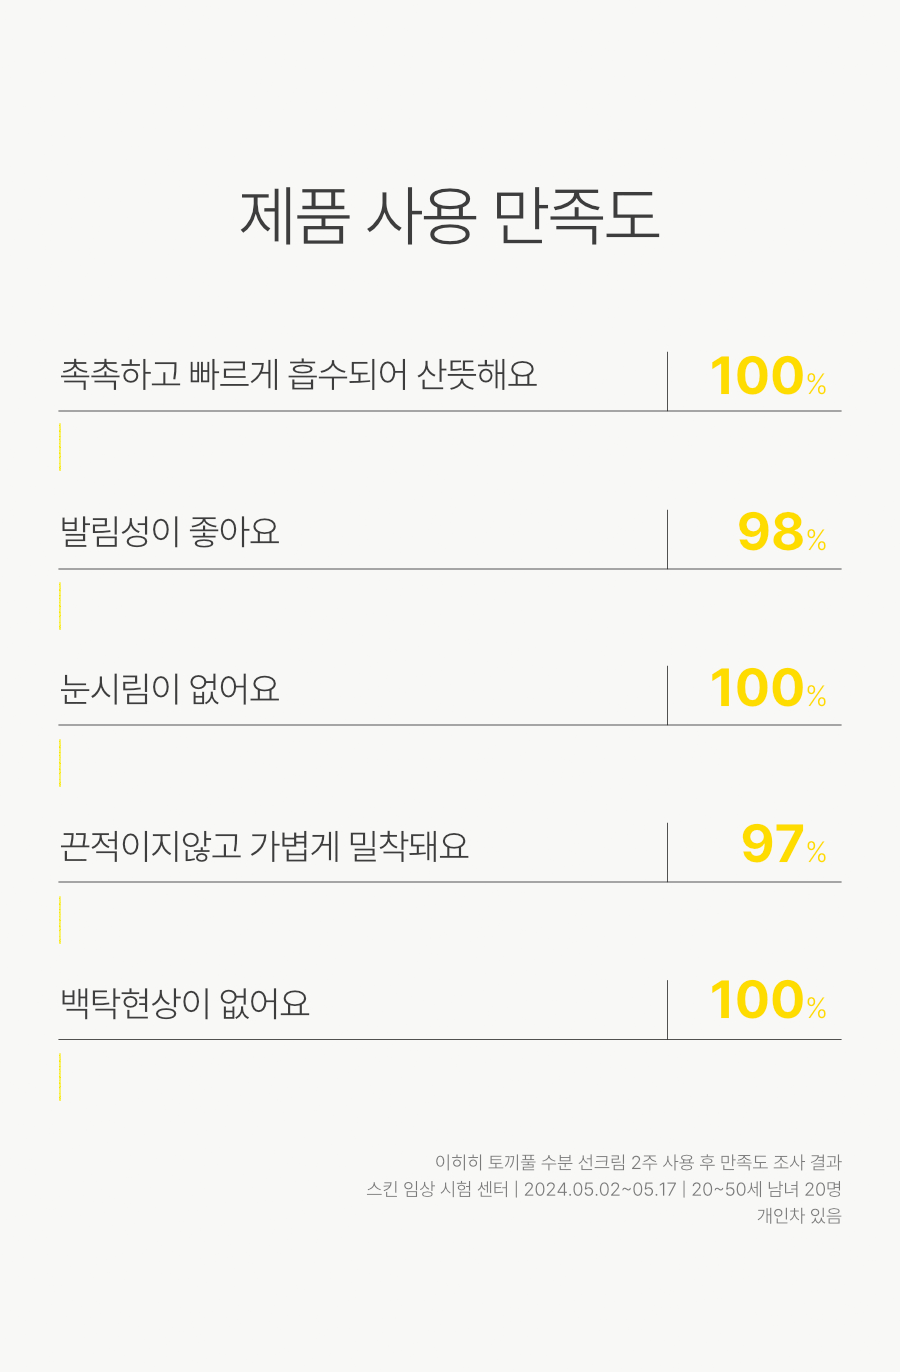 제품 사용 만족도
촉촉하고 빠르게 흡수되어 산뜻해요 100%
발림성이 좋아요 98%
눈시림이 없어요 100%
끈적이지않고 가볍게 밀착돼요 97%
백탁현상이 없어요 100%
이히히 토끼풀 수분 선크림 2주 사용 후 만족도 조사 결과
스킨 임상 시험 센터 | 2024.05.02~05.17 | 20~50세 남녀 20명
개인차 있음